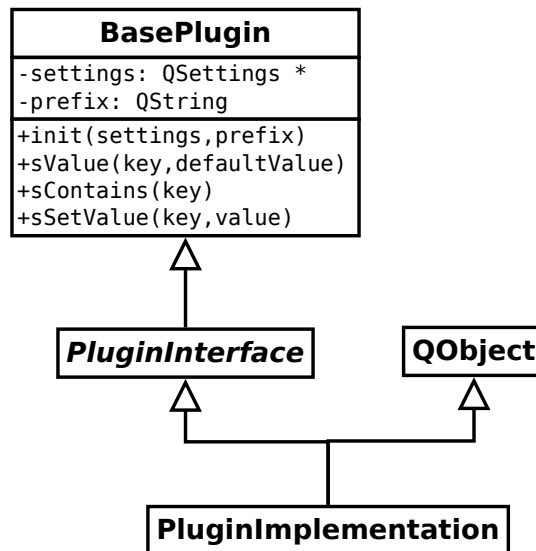 BasePlugin
-settings: QSettings *
-prefix: QString
+init(settings,prefix)
+sValue(key,defaultValue)
+sContains(key)
+sSetValue(key,value)
PluginInterface
QObject
PluginImplementation